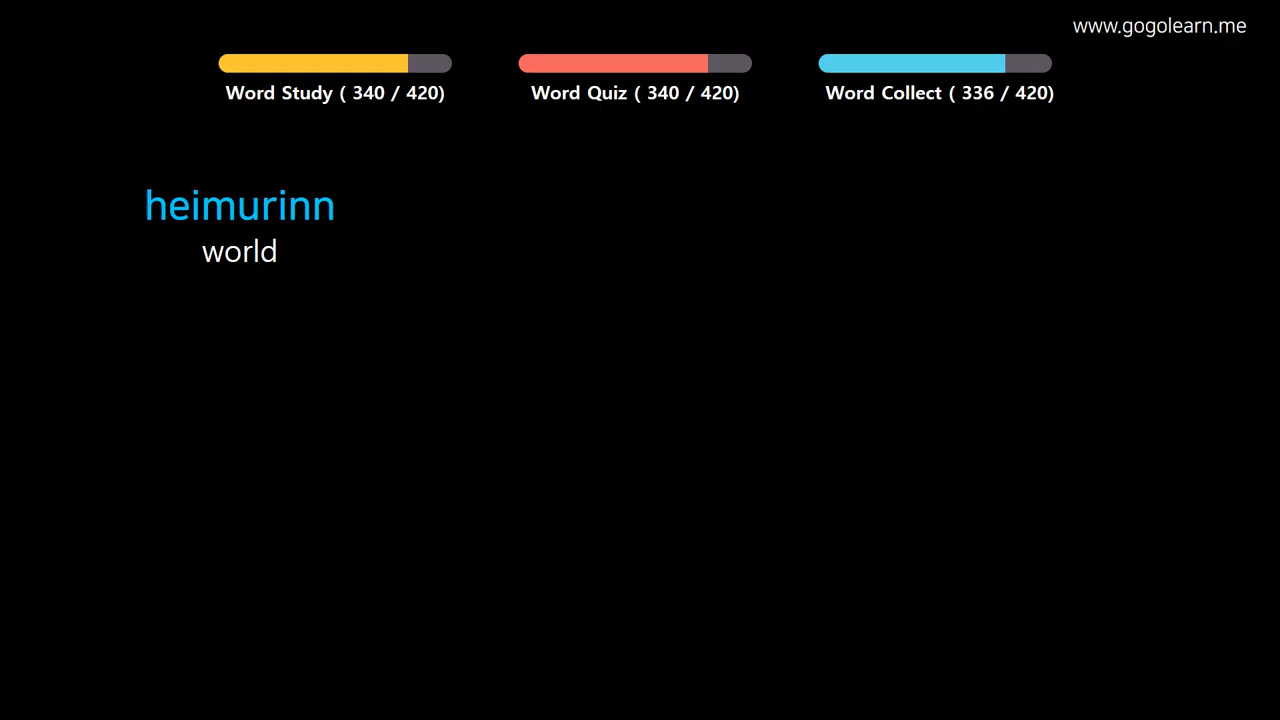 www.gogolearn.me
Word Study ( 340 / 420)
Word Quiz ( 340 / 420)
Word Collect ( 336 / 420)
heimurinn
world